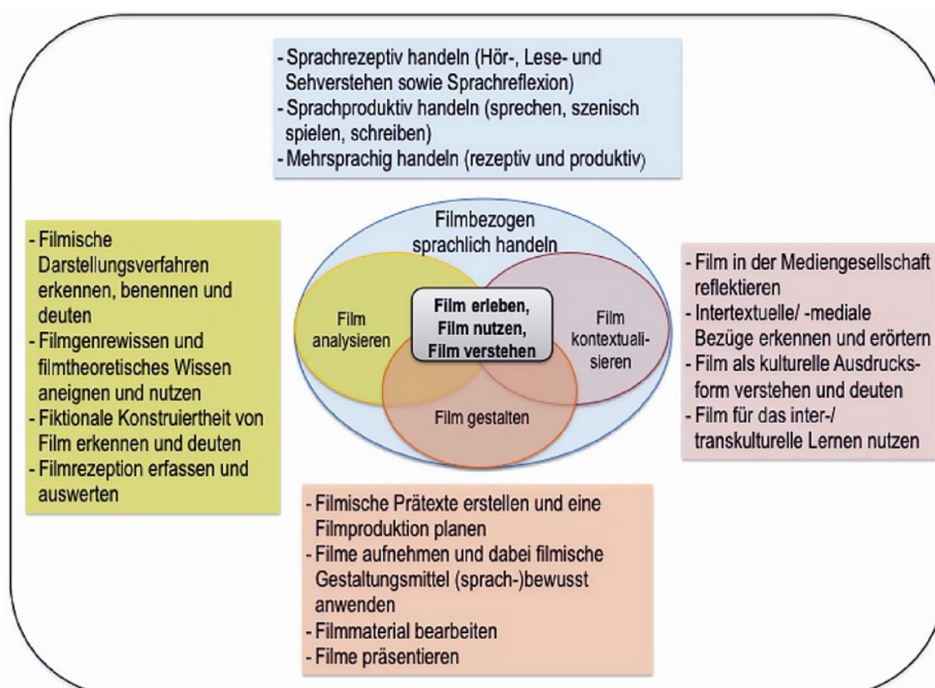 - Sprachrezeptiv handeln (Hör-, Lese- und
Sehverstehen sowie Sprachreflexion)
- Sprachproduktiv handeln (sprechen, szenisch
spielen, schreiben)
- Mehrsprachig handeln (rezeptiv und produktiv)
Filmbezogen
sprachlich handeln
- Filmische
Darstellungsverfahren
erkennen, benennen und
deuten
- Filmgenrewissen und
filmtheoretisches Wissen
aneignen und nutzen
- Fiktionale Konstruiertheit von
Film erkennen und deuten
- Filmrezeption erfassen und
auswerten
Film
analysieren
Film erleben,
Film nutzen,
Film verstehen
Film
kontextuali-
sieren
Film gestalten
- Film in der Mediengesellschaft
reflektieren
- Intertextuelle/ -mediale
Bezüge erkennen und erörtern
- Film als kulturelle Ausdrucks-
form verstehen und deuten
- Film für das inter-/
transkulturelle Lernen nutzen
- Filmische Prätexte erstellen und eine
Filmproduktion planen
- Filme aufnehmen und dabei filmische
Gestaltungsmittel (sprach-)bewusst
anwenden
- Filmmaterial bearbeiten
- Filme präsentieren